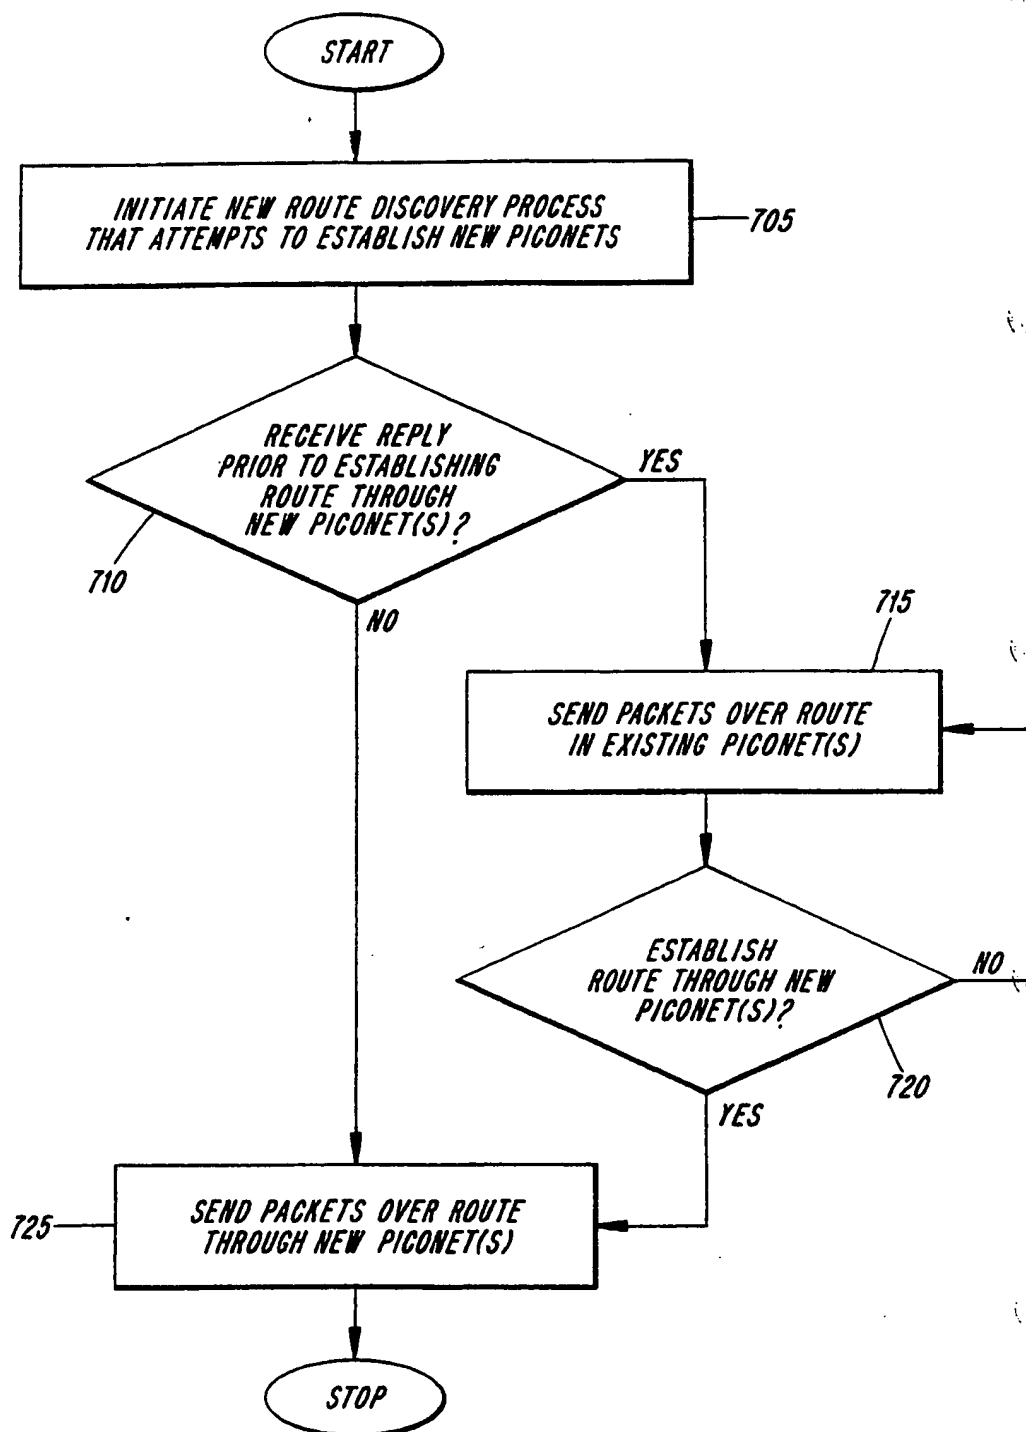 START
INITIATE NEW ROUTE DISCOVERY PROCESS
THAT ATTEMPTS TO ESTABLISH NEW PICONETS
705
RECEIVE REPLY
PRIOR TO ESTABLISHING
ROUTE THROUGH
NEW PICONET(S)?
YES
710
NO
715
SEND PACKETS OVER ROUTE
IN EXISTING PICONET(S)
ESTABLISH
ROUTE THROUGH NEW
PICONET(S)?
NO
720
YES
SEND PACKETS OVER ROUTE
THROUGH NEW PICONET(S)
725
STOP